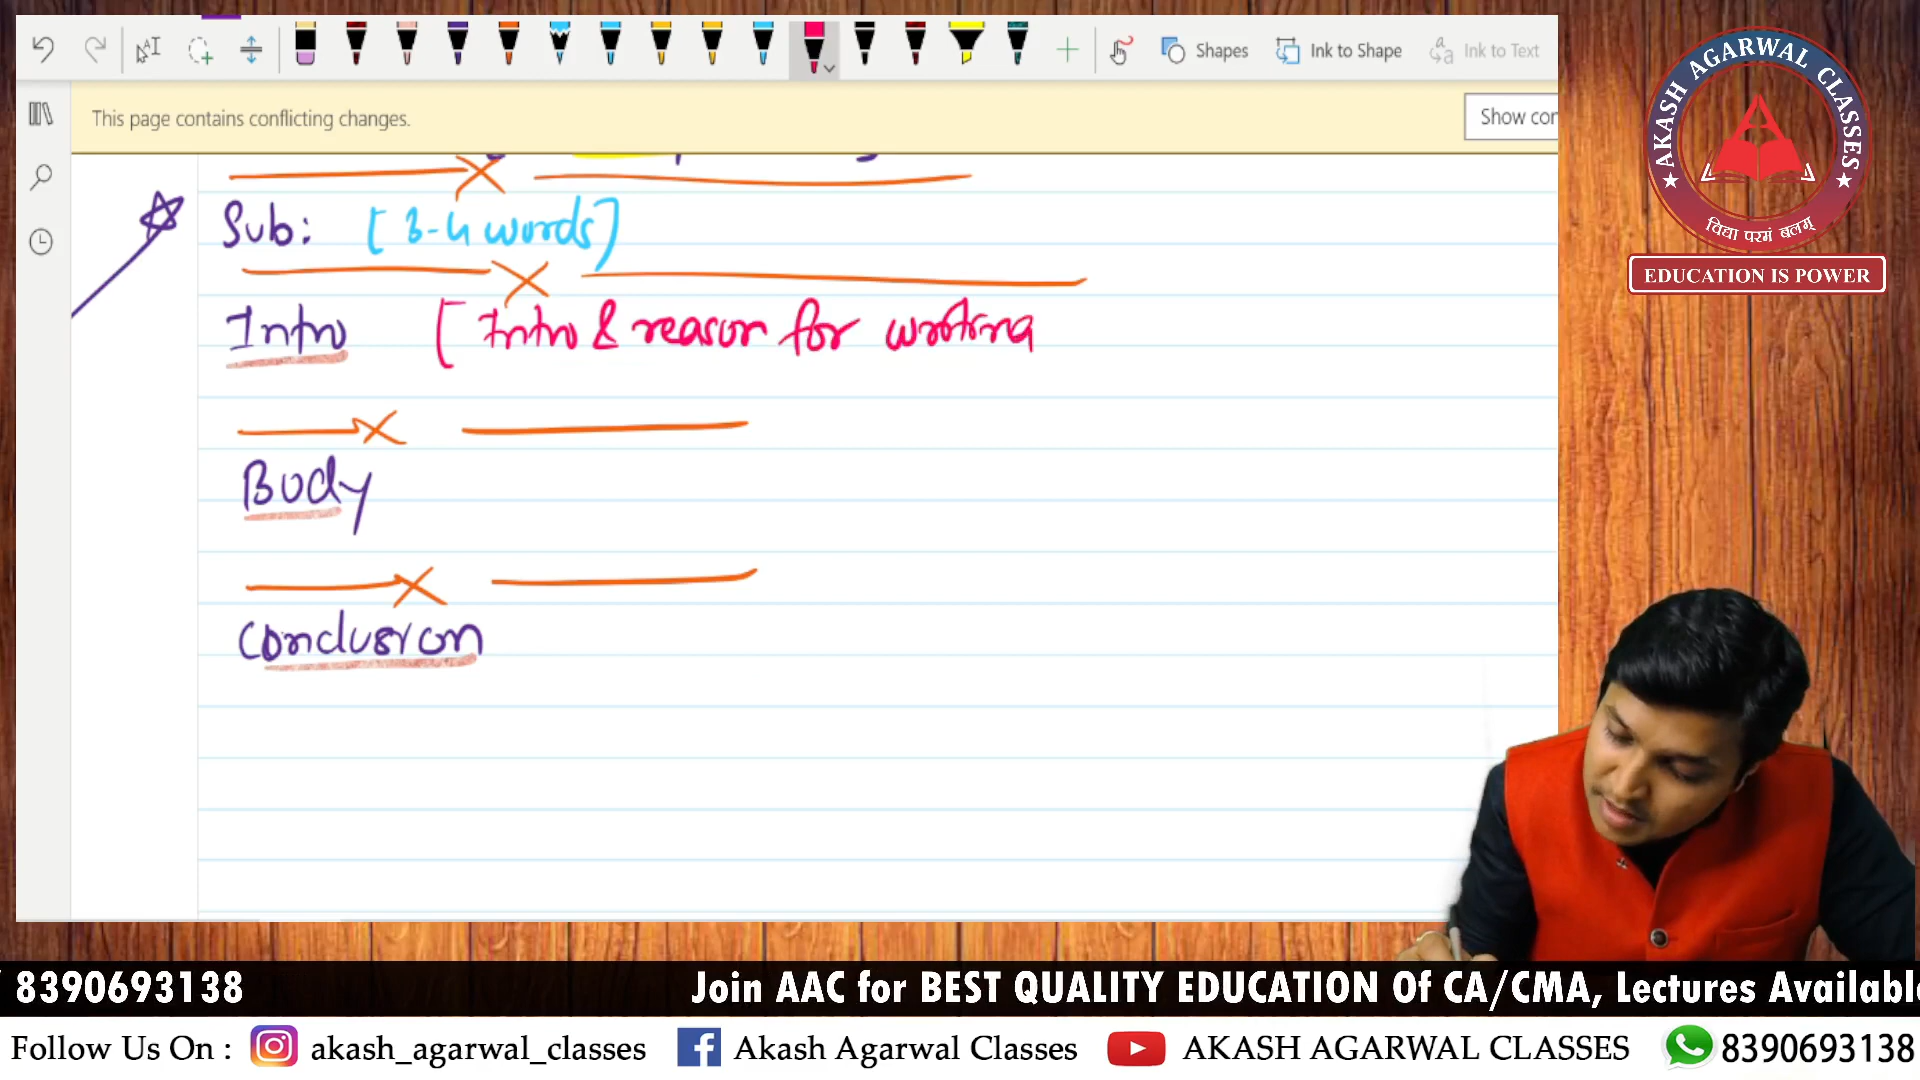 Shapes
Ink to Shape
Ink to Text
This page contains conflicting changes.
Show con
Sub: [3-4 words]
Intro [Intro & reason for writing
Body
Conclusion
AKASH AGARWAL CLASSES
विद्या परमं बलम्
EDUCATION IS POWER
8390693138 Join AAC for BEST QUALITY EDUCATION Of CA/CMA, Lectures Availabl
Follow Us On : akash_agarwal_classes Akash Agarwal Classes AKASH AGARWAL CLASSES 8390693138